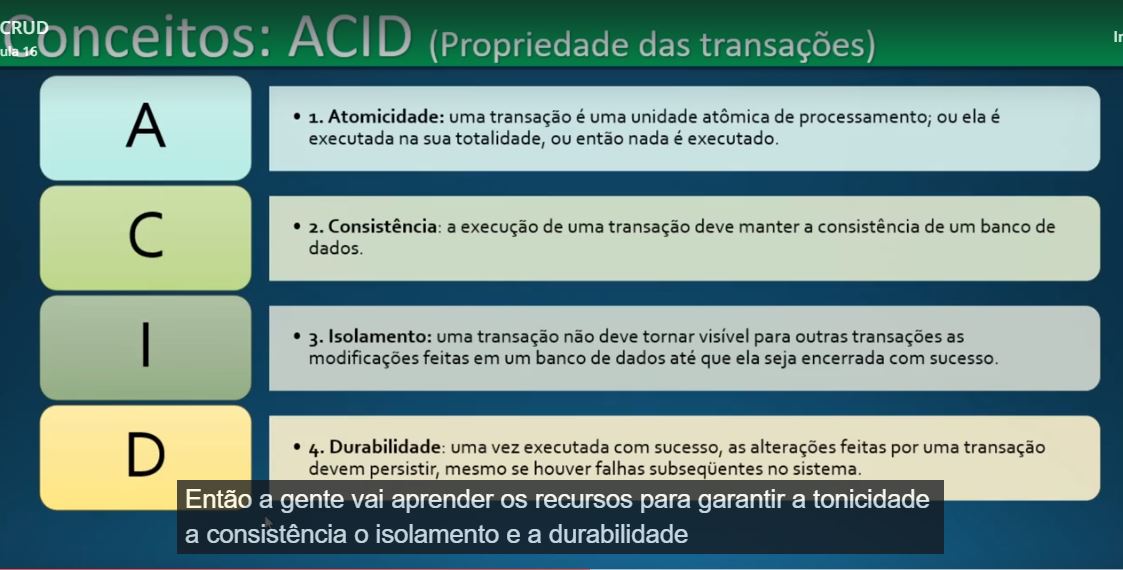 CRUD
ula 16
Conceitos: ACID (Propriedade das transações)
In
A
• 1. Atomicidade: uma transação é uma unidade atômica de processamento; ou ela é
executada na sua totalidade, ou então nada é executado.
C
• 2. Consistência: a execução de uma transação deve manter a consistência de um banco de
dados.
I
• 3. Isolamento: uma transação não deve tornar visível para outras transações as
modificações feitas em um banco de dados até que ela seja encerrada com sucesso.
D
• 4. Durabilidade: uma vez executada com sucesso, as alterações feitas por uma transação
devem persistir, mesmo se houver falhas subseqüentes no sistema.
Então a gente vai aprender os recursos para garantir a tonicidade
a consistência o isolamento e a durabilidade